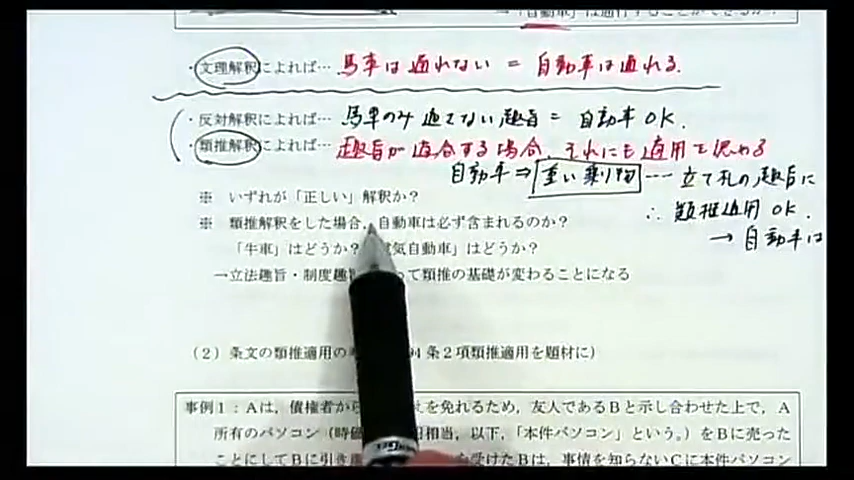 「自動車」は通行することができるか。
・文理解釈によれば… 馬車は通れない = 自動車は通れる.
・反対解釈によれば… 馬車のみ通さない趣旨 = 自動車 OK.
・類推解釈によれば… 趣旨が適合する場合、それにも適用を認める
自動車⇒重い乗り物 … 立て札の趣旨に
※ いずれが「正しい」解釈か?
∴ 類推適用 OK.
※ 類推解釈をした場合,自動車は必ず含まれるのか?
→ 自動車は
「牛車」はどうか? 気自動車」はどうか?
→立法趣旨・制度趣 って類推の基礎が変わることになる
(2)条文の類推適用の 条2項類推適用を題材に)
事例1:Aは,債権者か えを免れるため,友人であるBと示し合わせた上で,A
所有のパソコン(時価 相当,以下,「本件パソコン」という。)をBに売った
ことにしてBに引き を受けたBは,事情を知らないCに本件パソコン